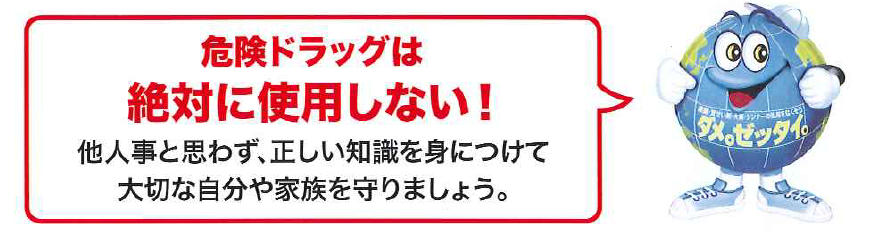 危険ドラッグは
絶対に使用しない！
他人事と思わず、正しい知識を身につけて
大切な自分や家族を守りましょう。
ダメ。ゼッタイ。